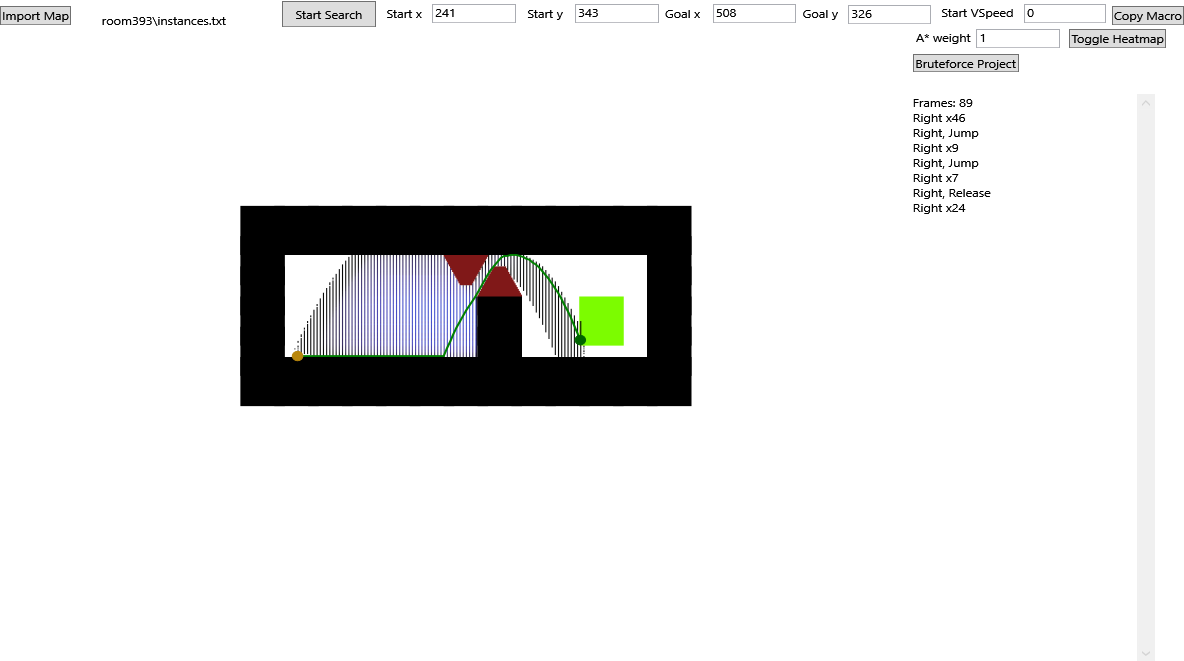 Import Map
room393\instances.txt
Start Search
Start x 241
Start y 343
Goal x 508
Goal y 326
Start VSpeed 0
Copy Macro
A* weight 1
Toggle Heatmap
Bruteforce Project
Frames: 89
Right x46
Right, Jump
Right x9
Right, Jump
Right x7
Right, Release
Right x24